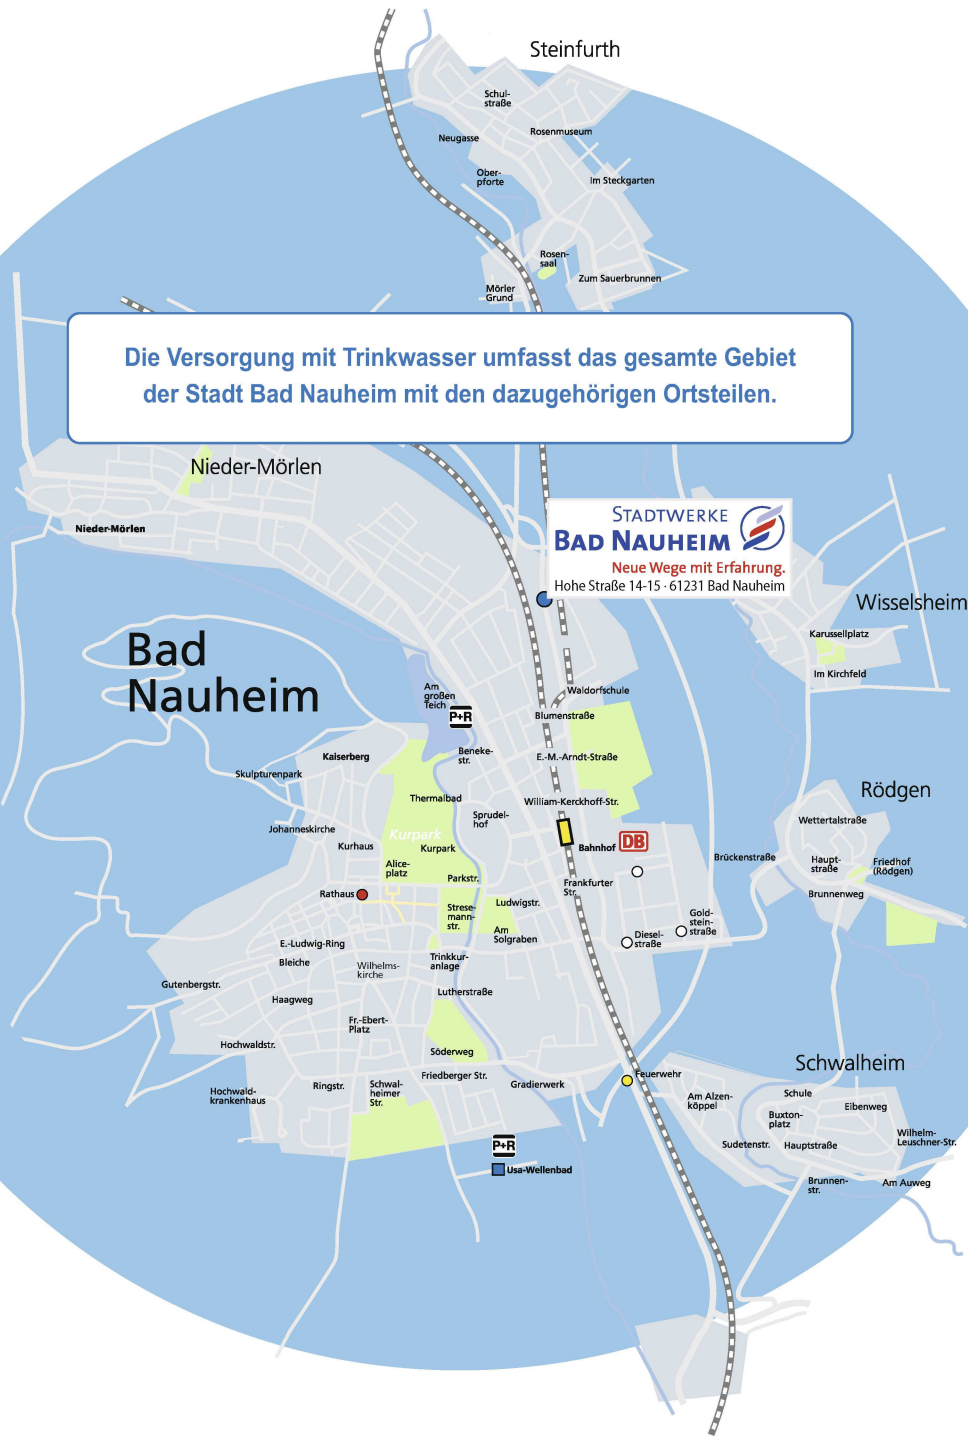 Steinfurth
Schul-
straße
Rosenmuseum
Neugasse
Ober-
pforte
Im Steckgarten
Rosen-
saal
Zum Sauerbrunnen
Mörler
Grund
Die Versorgung mit Trinkwasser umfasst das gesamte Gebiet
der Stadt Bad Nauheim mit den dazugehörigen Ortsteilen.
Nieder-Mörlen
Nieder-Mörlen
STADTWERKE
BAD NAUHEIM
Neue Wege mit Erfahrung.
Hohe Straße 14-15 · 61231 Bad Nauheim
Wisselsheim
Karussellplatz
Im Kirchfeld
Bad
Nauheim
Am
großen
Teich
P+R
Waldorfschule
Blumenstraße
Kaiserberg
Beneke-
str.
E.-M.-Arndt-Straße
Skulpturenpark
Thermalbad
William-Kerckhoff-Str.
Rödgen
Sprudel-
hof
Wettertalstraße
Johanneskirche
Kurpark
Kurhaus
Kurpark
Bahnhof
DB
Brückenstraße
Haupt-
straße
Friedhof
(Rödgen)
Alice-
platz
Parkstr.
Frankfurter
Str.
Brunnenweg
Rathaus
Ludwigstr.
Strese-
mann-
str.
Gold-
stein-
straße
Am
Solgraben
Diesel-
straße
E.-Ludwig-Ring
Bleiche
Wilhelms-
kirche
Trinkkur-
anlage
Gutenbergstr.
Haagweg
Lutherstraße
Fr.-Ebert-
Platz
Hochwaldstr.
Söderweg
Schwalheim
Friedberger Str.
Feuerwehr
Gradierwerk
Hochwald-
krankenhaus
Ringstr.
Schwal-
heimer
Str.
Am Alzen-
köppel
Schule
Eibenweg
Buxton-
platz
Sudetenstr.
Hauptstraße
Wilhelm-
Leuschner-Str.
P+R
Usa-Wellenbad
Brunnen-
str.
Am Auweg